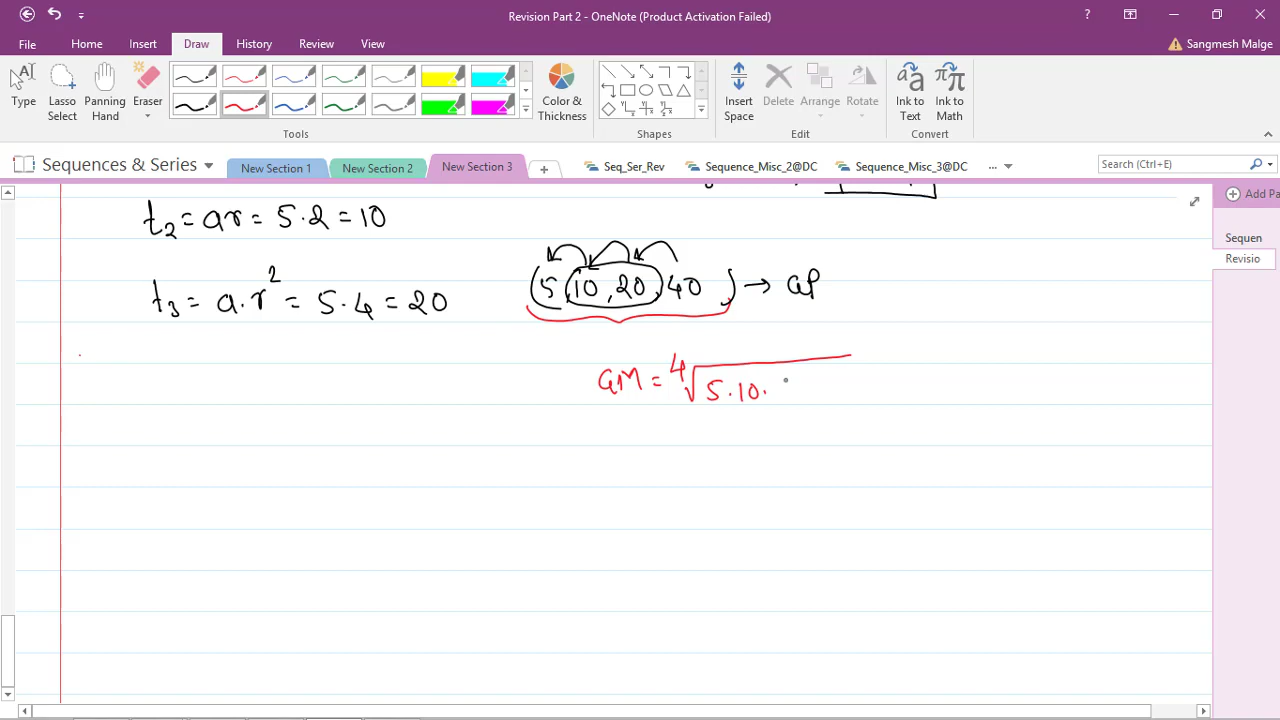 Revision Part 2 - OneNote (Product Activation Failed)
?
File Home Insert Draw History Review View
Sangmesh Malge
Type
Lasso Select
Panning Hand
Eraser
Color & Thickness
Insert Space
Delete
Arrange
Rotate
Ink to Text
Ink to Math
Tools
Shapes
Edit
Convert
Sequences & Series
New Section 1
New Section 2
New Section 3
Seq_Ser_Rev
Sequence_Misc_2@DC
Sequence_Misc_3@DC
...
Search (Ctrl+E)
Add Pa
Sequen
Revisio
t₂ = ar = 5·2 = 10
t₃ = a·r² = 5·4 = 20
(5, 10, 20, 40) → GP
GM = ⁴√5·10·